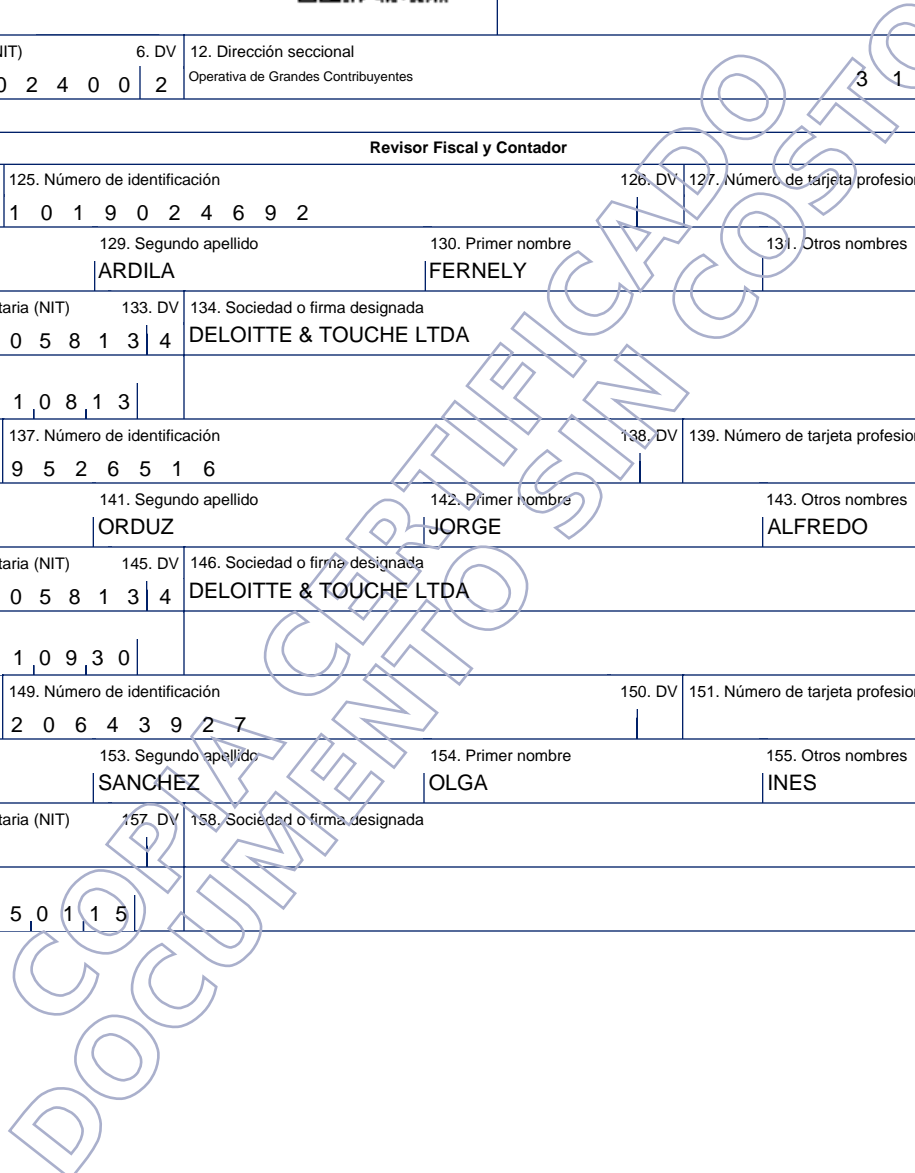 NIT) 6. DV 12. Dirección seccional
0 2 4 0 0 2 Operativa de Grandes Contribuyentes 3 1
Revisor Fiscal y Contador
125. Número de identificación 126. DV 127. Número de tarjeta profesion
1 0 1 9 0 2 4 6 9 2
129. Segundo apellido 130. Primer nombre 131. Otros nombres
ARDILA FERNELY
taria (NIT) 133. DV 134. Sociedad o firma designada
0 5 8 1 3 4 DELOITTE & TOUCHE LTDA
1 0 8 1 3
137. Número de identificación 138. DV 139. Número de tarjeta profesion
9 5 2 6 5 1 6
141. Segundo apellido 142. Primer nombre 143. Otros nombres
ORDUZ JORGE ALFREDO
taria (NIT) 145. DV 146. Sociedad o firma designada
0 5 8 1 3 4 DELOITTE & TOUCHE LTDA
1 0 9 3 0
149. Número de identificación 150. DV 151. Número de tarjeta profesion
2 0 6 4 3 9 2 7
153. Segundo apellido 154. Primer nombre 155. Otros nombres
SANCHEZ OLGA INES
taria (NIT) 157. DV 158. Sociedad o firma designada
5 0 1 1 5
COPIA CERTIFICADO
DOCUMENTO SIN COSTO